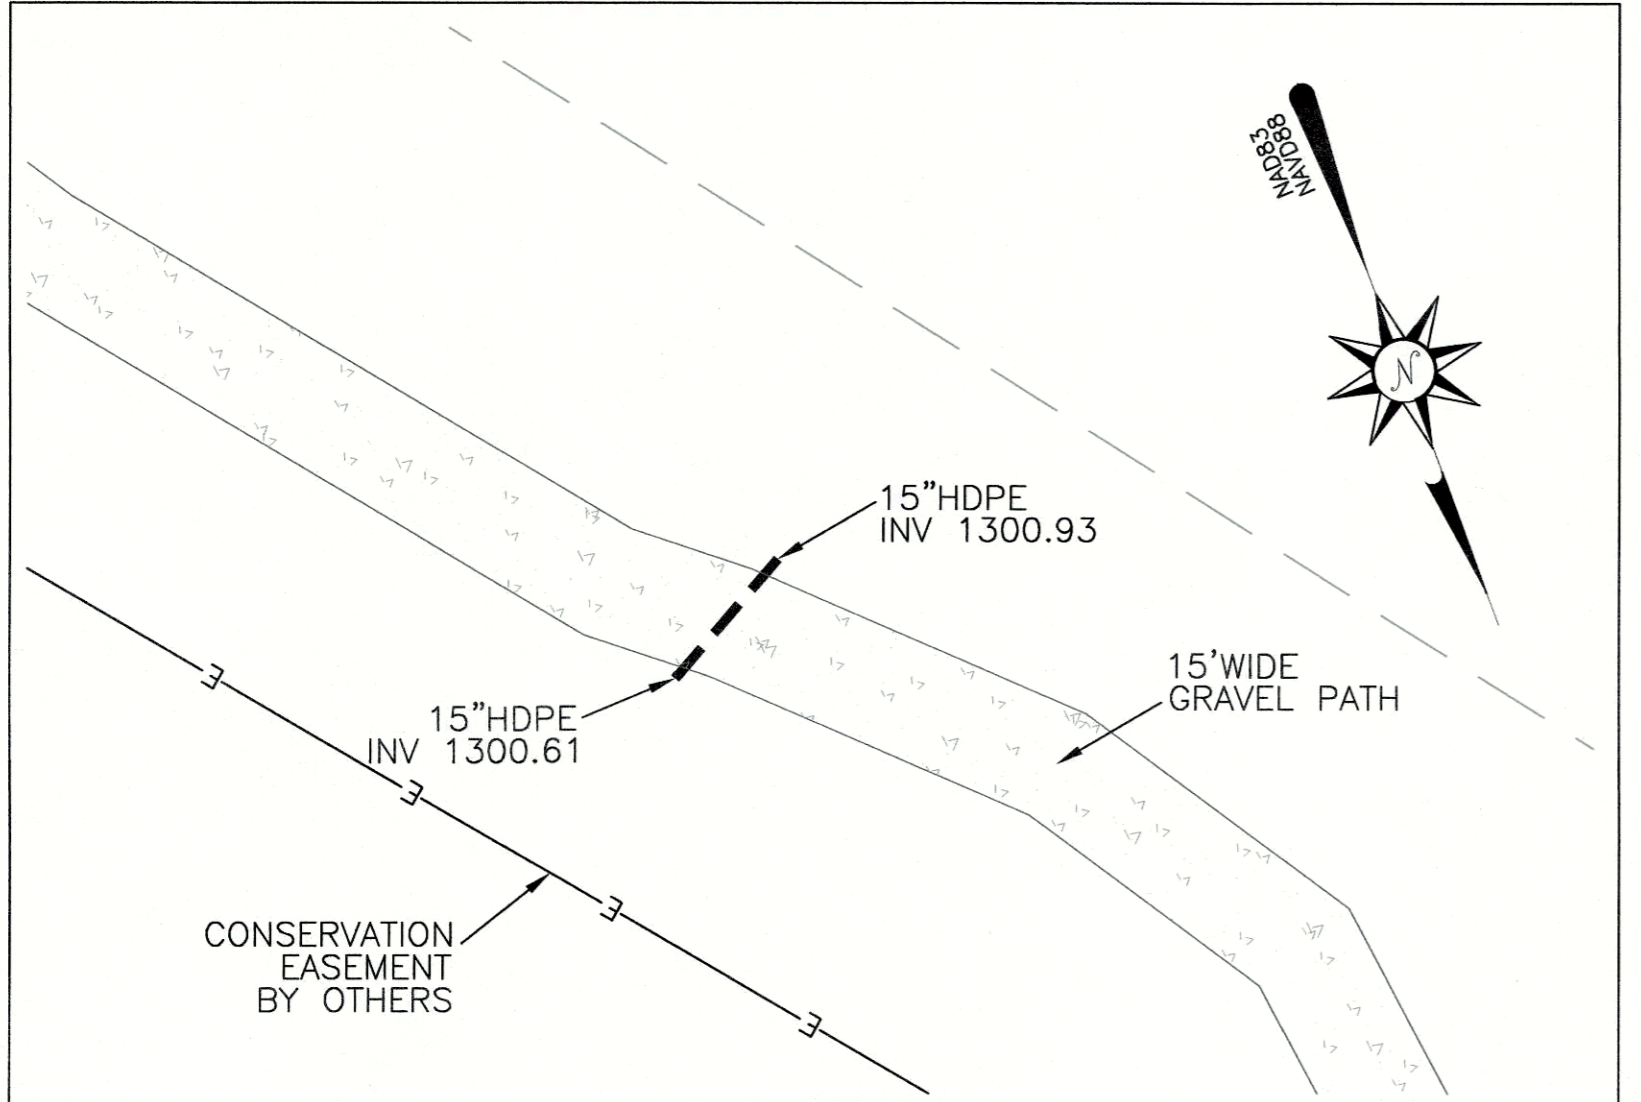 NAD83
NAVD88
N
15"HDPE
INV 1300.93
15'WIDE
GRAVEL PATH
15"HDPE
INV 1300.61
E
E
E
E
CONSERVATION
EASEMENT
BY OTHERS